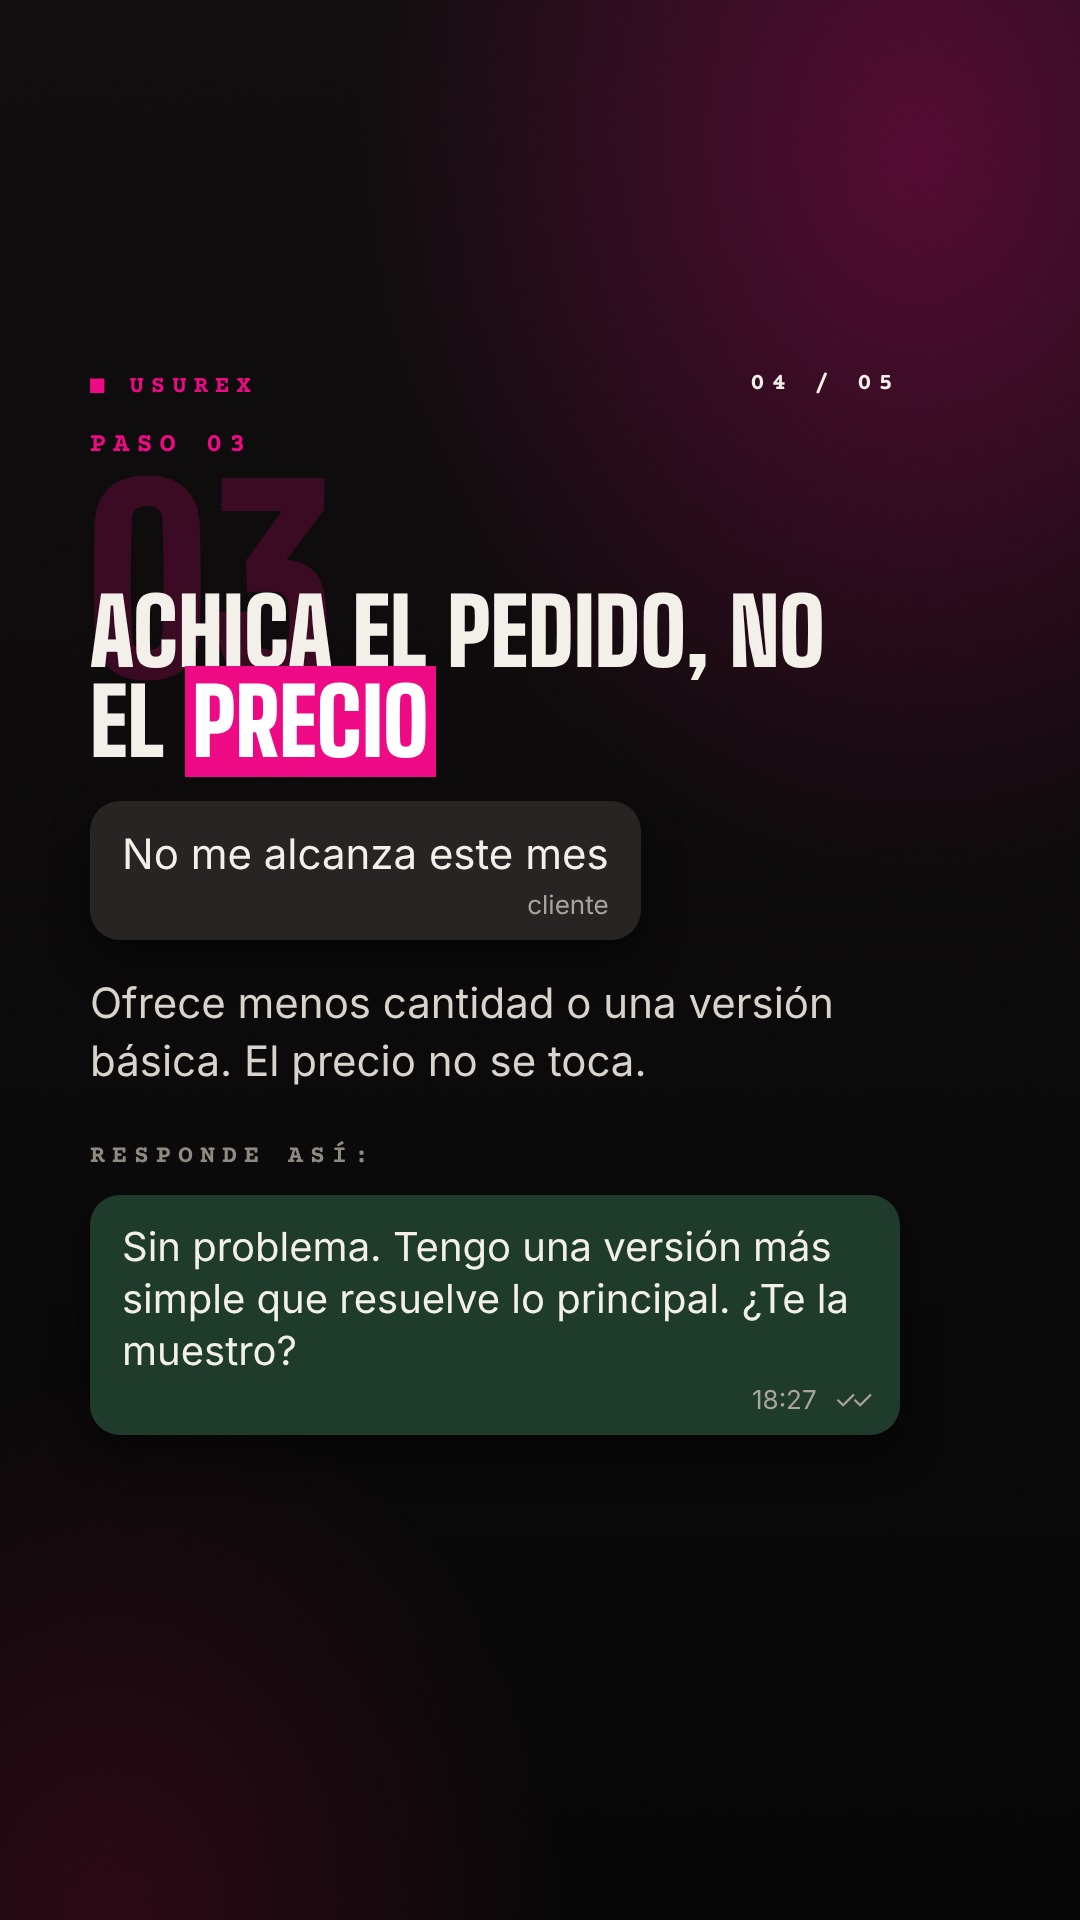 USUREX
04 / 05
PASO 03
03
ACHICA EL PEDIDO, NO
EL PRECIO
No me alcanza este mes
cliente
Ofrece menos cantidad o una versión
básica. El precio no se toca.
RESPONDE ASÍ:
Sin problema. Tengo una versión más
simple que resuelve lo principal. ¿Te la
muestro?
18:27